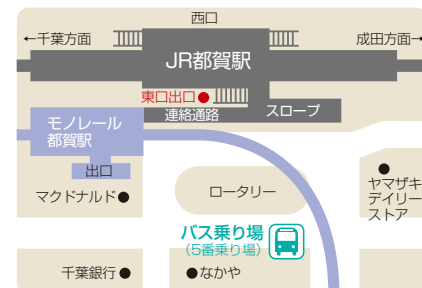 西口
←千葉方面
成田方面→
JR都賀駅
東口出口
連絡通路
スロープ
モノレール
都賀駅
出口
マクドナルド
ロータリー
ヤマザキ
デイリー
ストア
バス乗り場
(5番乗り場)
千葉銀行
なかや